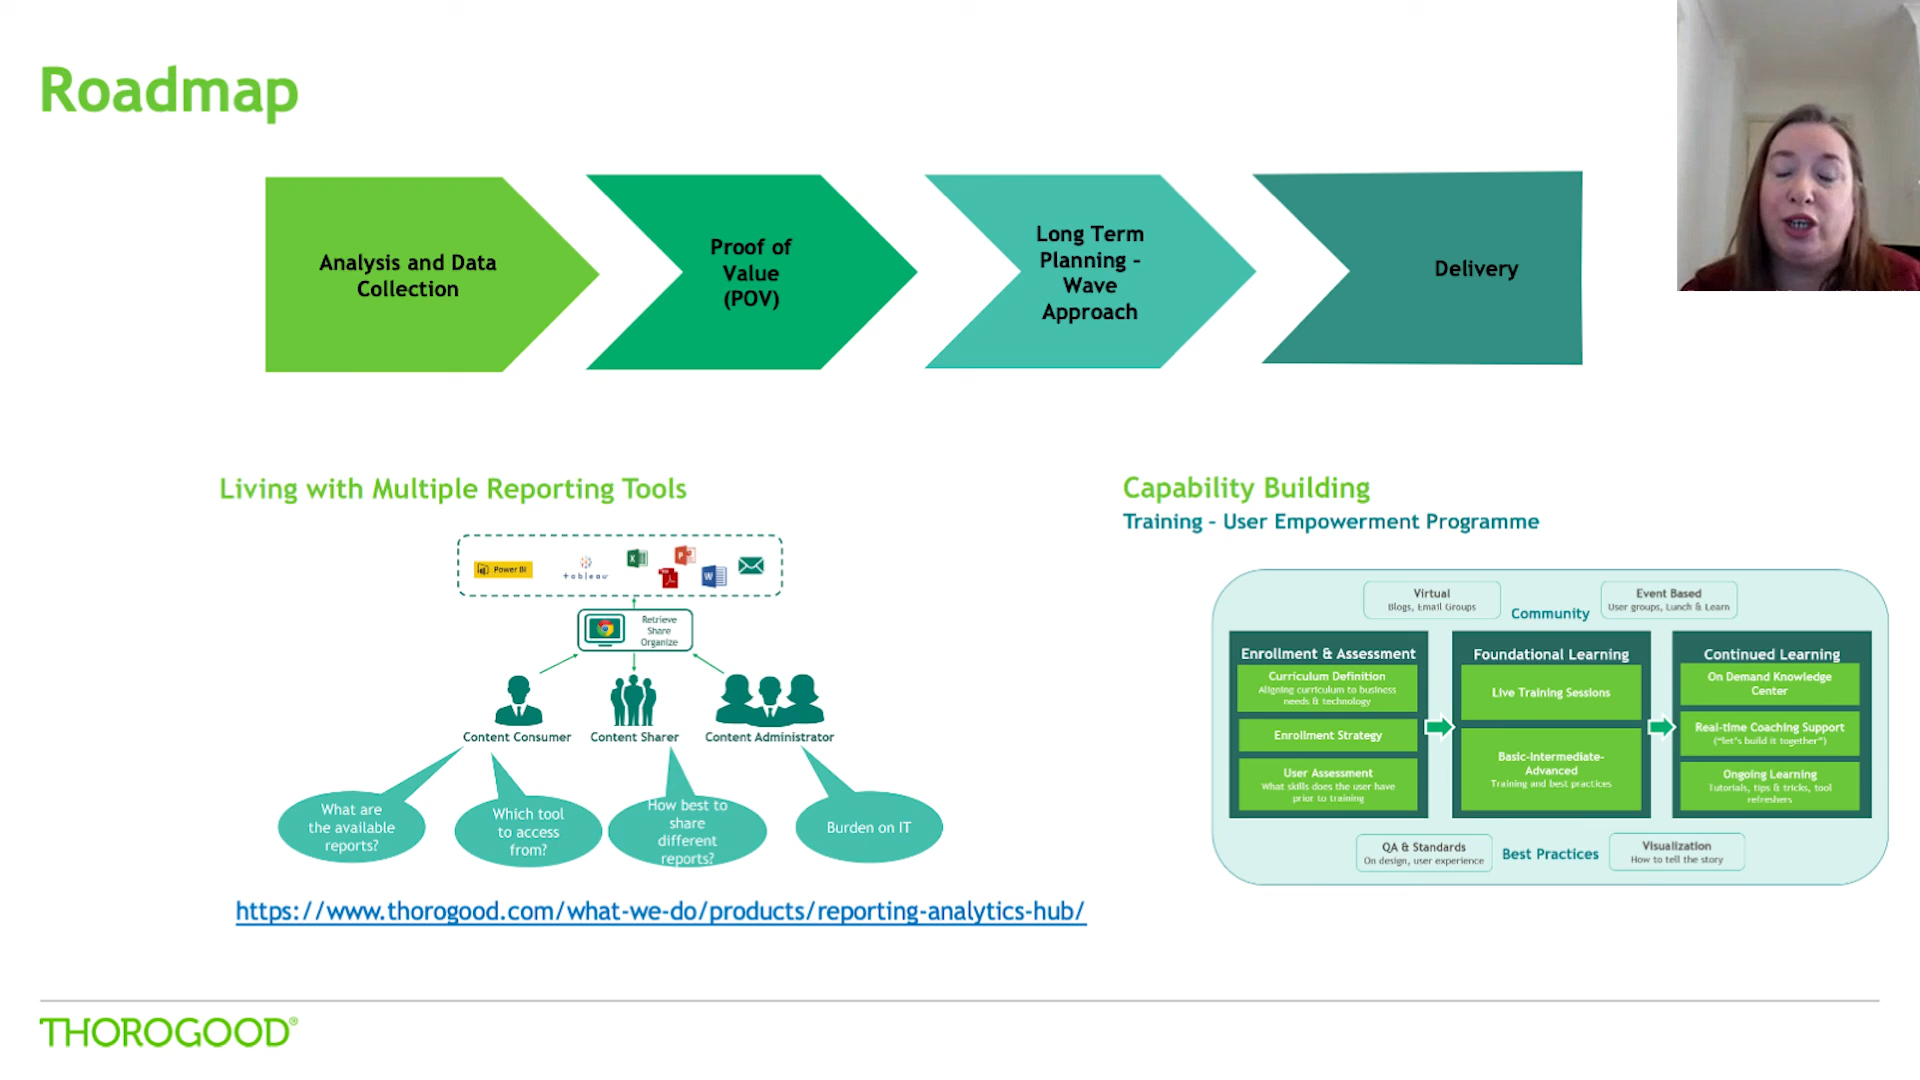 Roadmap
Analysis and Data
Collection
Proof of
Value
(POV)
Long Term
Planning -
Wave
Approach
Delivery
Living with Multiple Reporting Tools
Power BI
+ableau
Retrieve
Share
Organize
Content Consumer
Content Sharer
Content Administrator
What are
the available
reports?
Which tool
to access
from?
How best to
share
different
reports?
Burden on IT
https://www.thorogood.com/what-we-do/products/reporting-analytics-hub/
Capability Building
Training - User Empowerment Programme
Virtual
Blogs, Email Groups
Community
Event Based
User groups, Lunch & Learn
Enrollment & Assessment
Curriculum Definition
Aligning curriculum to business
needs & technology
Enrollment Strategy
User Assessment
What skills does the user have
prior to training
Foundational Learning
Live Training Sessions
Basic-Intermediate-
Advanced
Training and best practices
Continued Learning
On Demand Knowledge
Center
Real-time Coaching Support
("let's build it together")
Ongoing Learning
Tutorials, tips & tricks, tool
refreshers
QA & Standards
On design, user experience
Best Practices
Visualization
How to tell the story
THOROGOOD®